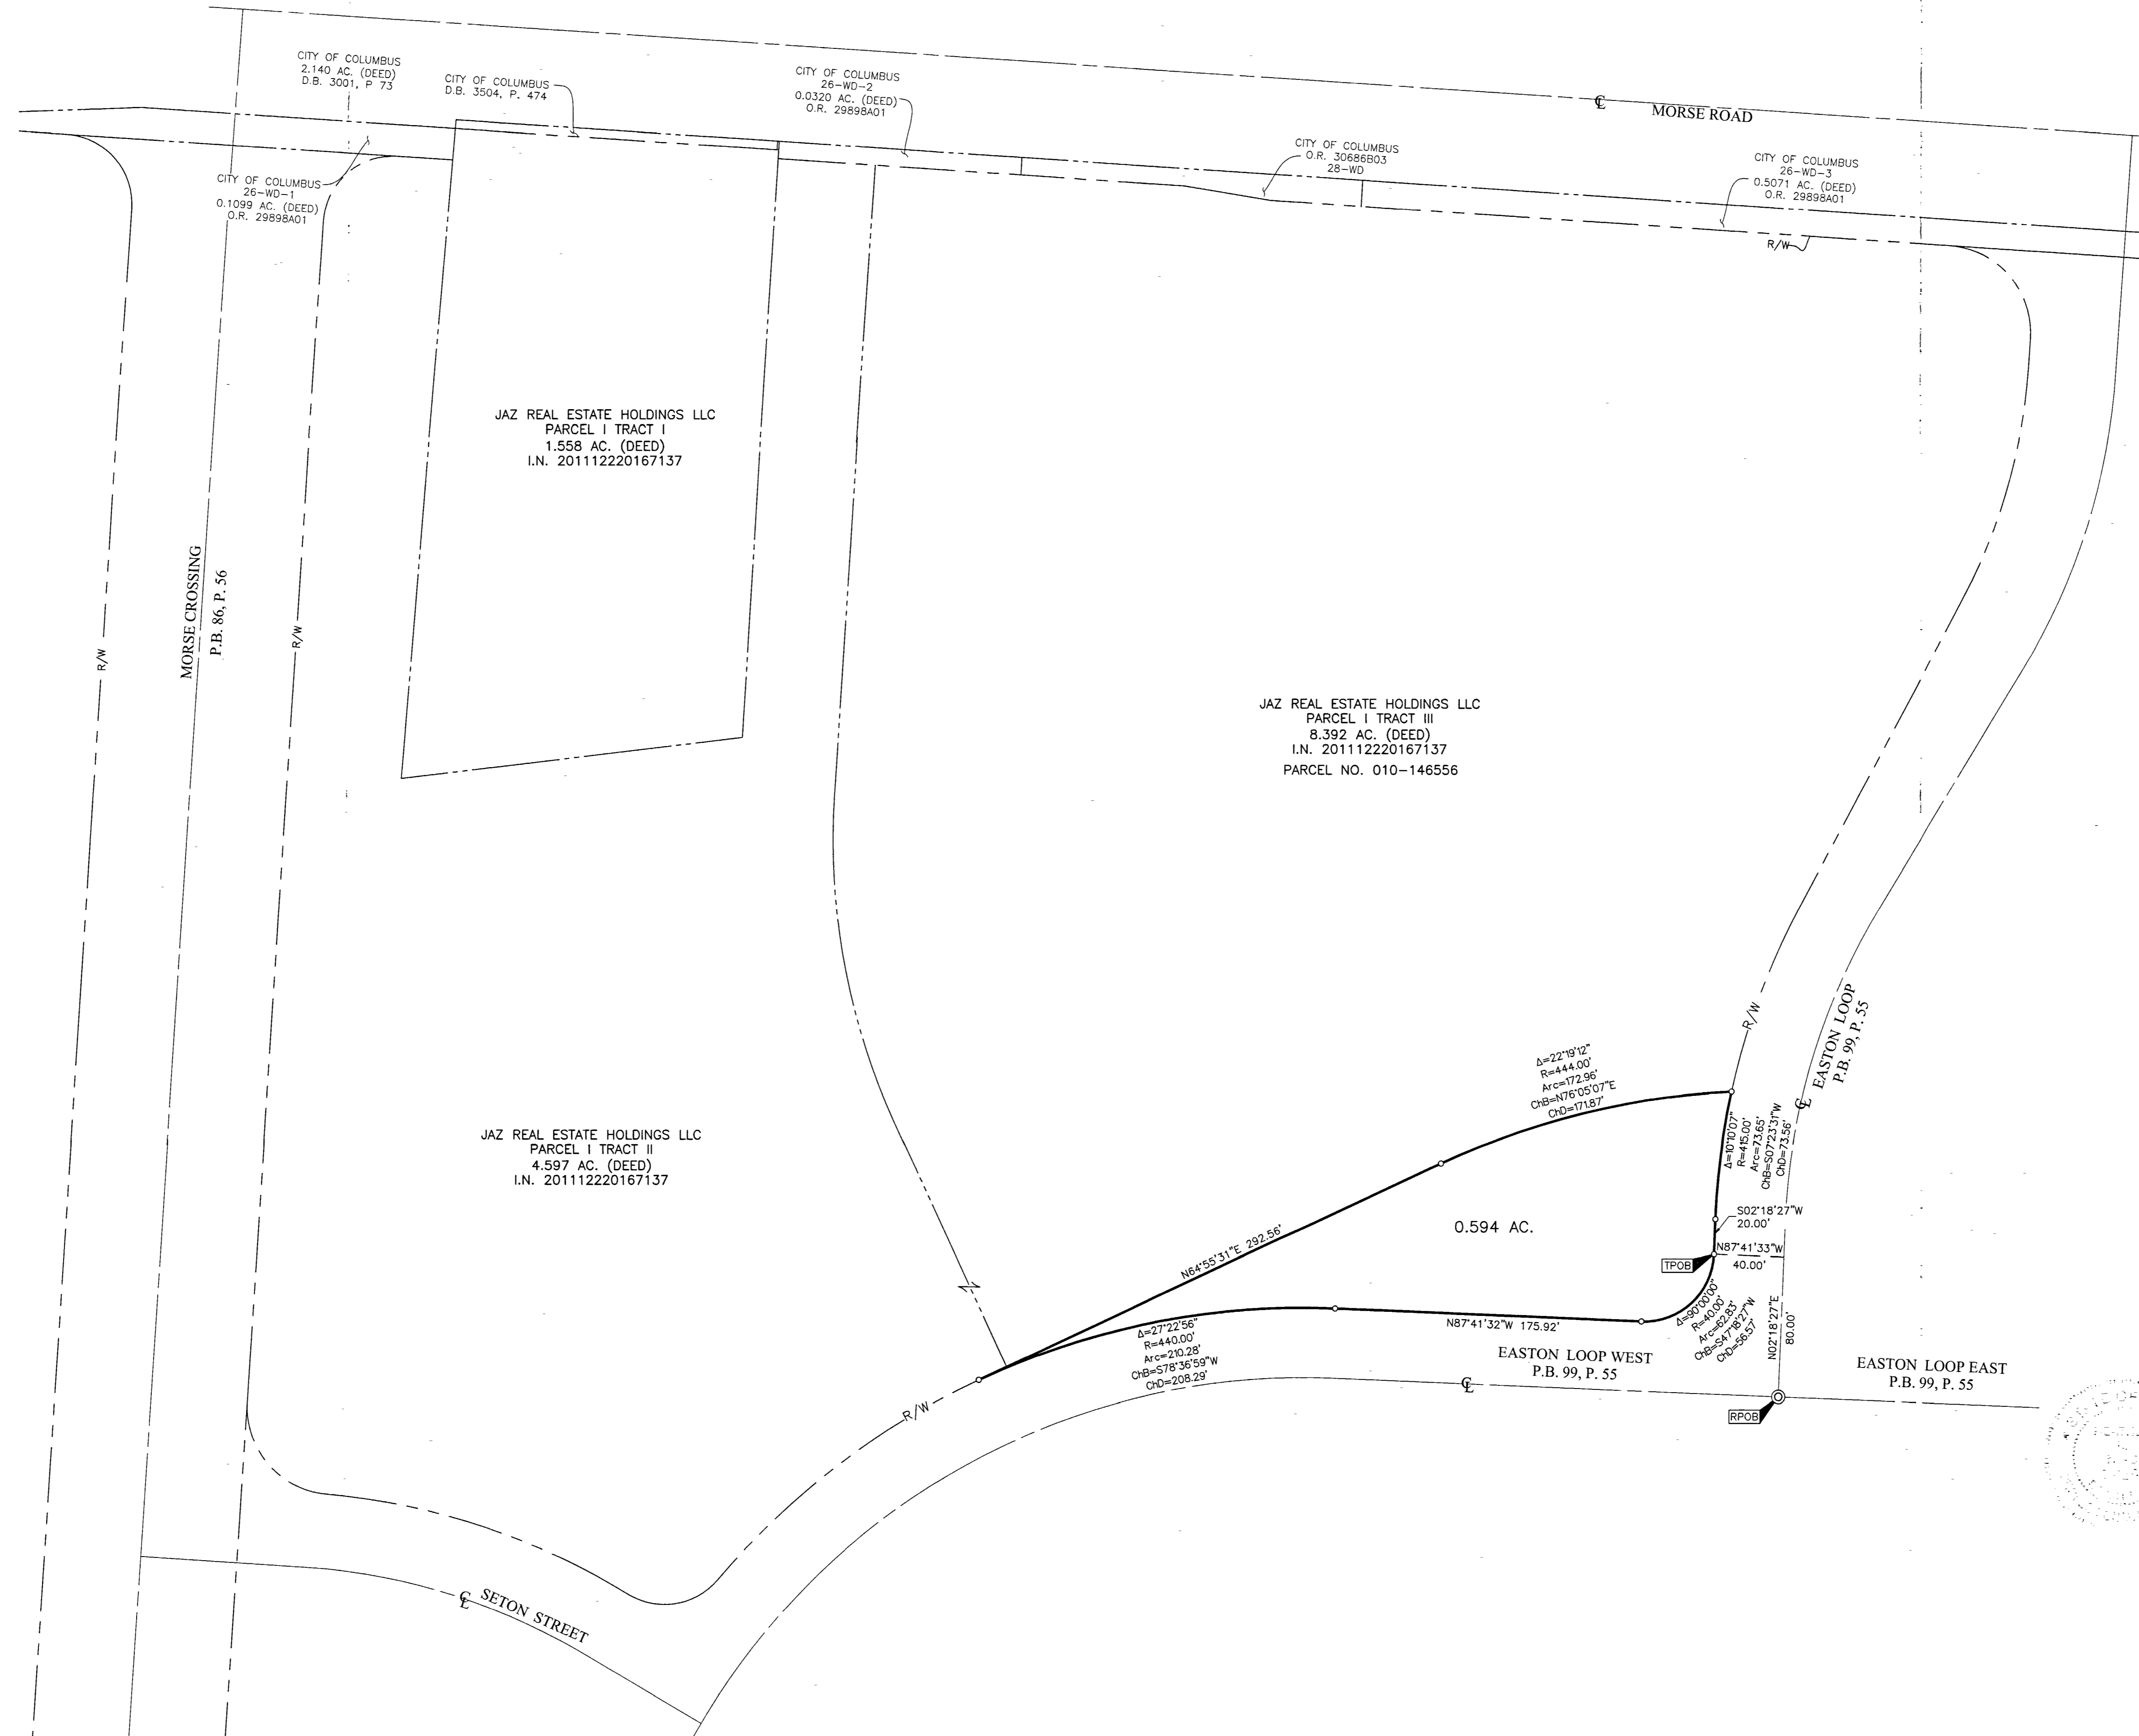 CITY OF COLUMBUS
2.140 AC. (DEED)
D.B. 3001, P 73
CITY OF COLUMBUS
D.B. 3504, P. 474
CITY OF COLUMBUS
26-WD-2
0.0320 AC. (DEED)
O.R. 29898A01
℄
MORSE ROAD
CITY OF COLUMBUS
O.R. 30686B03
28-WD
CITY OF COLUMBUS
26-WD-3
0.5071 AC. (DEED)
O.R. 29898A01
R/W
CITY OF COLUMBUS
26-WD-1
0.1099 AC. (DEED)
O.R. 29898A01
JAZ REAL ESTATE HOLDINGS LLC
PARCEL I TRACT I
1.558 AC. (DEED)
I.N. 201112220167137
MORSE CROSSING
P.B. 86, P. 56
R/W
R/W
JAZ REAL ESTATE HOLDINGS LLC
PARCEL I TRACT III
8.392 AC. (DEED)
I.N. 201112220167137
PARCEL NO. 010-146556
R/W
EASTON LOOP
P.B. 99, P. 55
℄
Δ=22°19'12"
R=444.00'
Arc=172.96'
ChB=N76°05'07"E
ChD=171.87'
Δ=10°10'07"
R=415.00'
Arc=73.65'
ChB=S07°23'31"W
ChD=73.56'
JAZ REAL ESTATE HOLDINGS LLC
PARCEL I TRACT II
4.597 AC. (DEED)
I.N. 201112220167137
0.594 AC.
S02°18'27"W
20.00'
N64°55'31"E 292.56'
N87°41'33"W
40.00'
TPOB
N87°41'32"W 175.92'
Δ=90°00'00"
R=40.00'
Arc=62.83'
ChB=S47°18'27"W
ChD=56.57'
N02°18'27"E
80.00'
Δ=27°22'56"
R=440.00'
Arc=210.28'
ChB=S78°36'59"W
ChD=208.29'
EASTON LOOP WEST
P.B. 99, P. 55
EASTON LOOP EAST
P.B. 99, P. 55
℄
RPOB
R/W
℄
SETON STREET